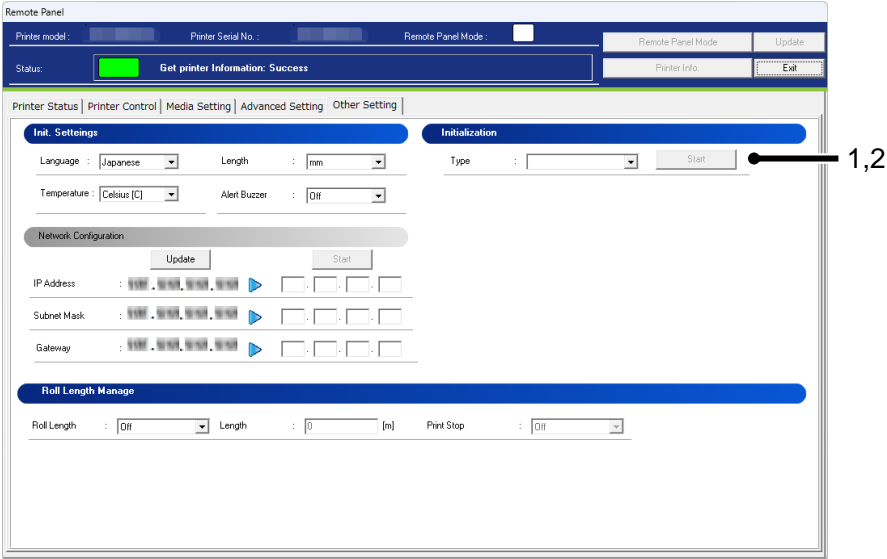 Remote Panel
Printer model : Printer Serial No. : Remote Panel Mode :
Remote Panel Mode Update
Status: Get printer Information: Success
Printer Info. Exit
Printer Status Printer Control Media Setting Advanced Setting Other Setting
Init. Setteings
Initialization
Language : Japanese Length : mm
Type : Start
1,2
Temperature : Celsius [C] Alert Buzzer : Off
Network Configuration
Update Start
IP Address :
Subnet Mask :
Gateway :
Roll Length Manage
Roll Length : Off Length : 0 [m] Print Stop : Off